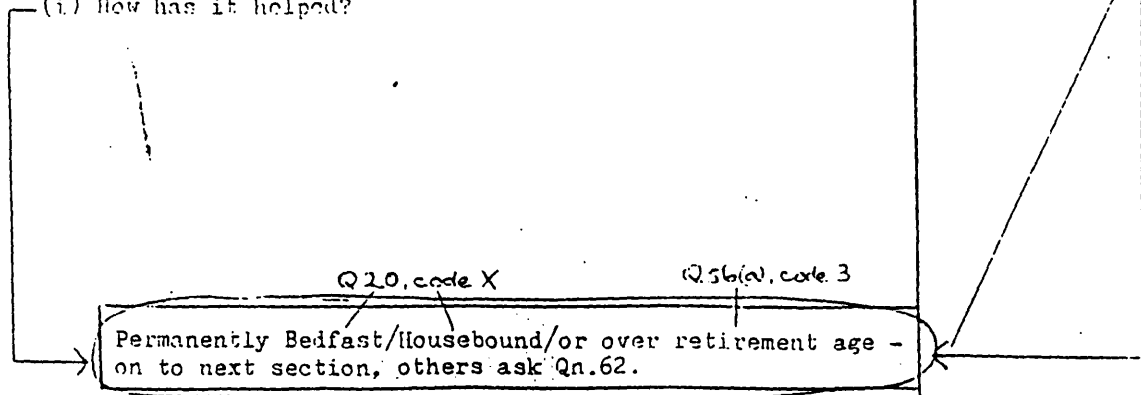 (i) How has it helped?
Q20, code X Q.56(a), code 3
Permanently Bedfast/Housebound/or over retirement age -
on to next section, others ask Qn.62.